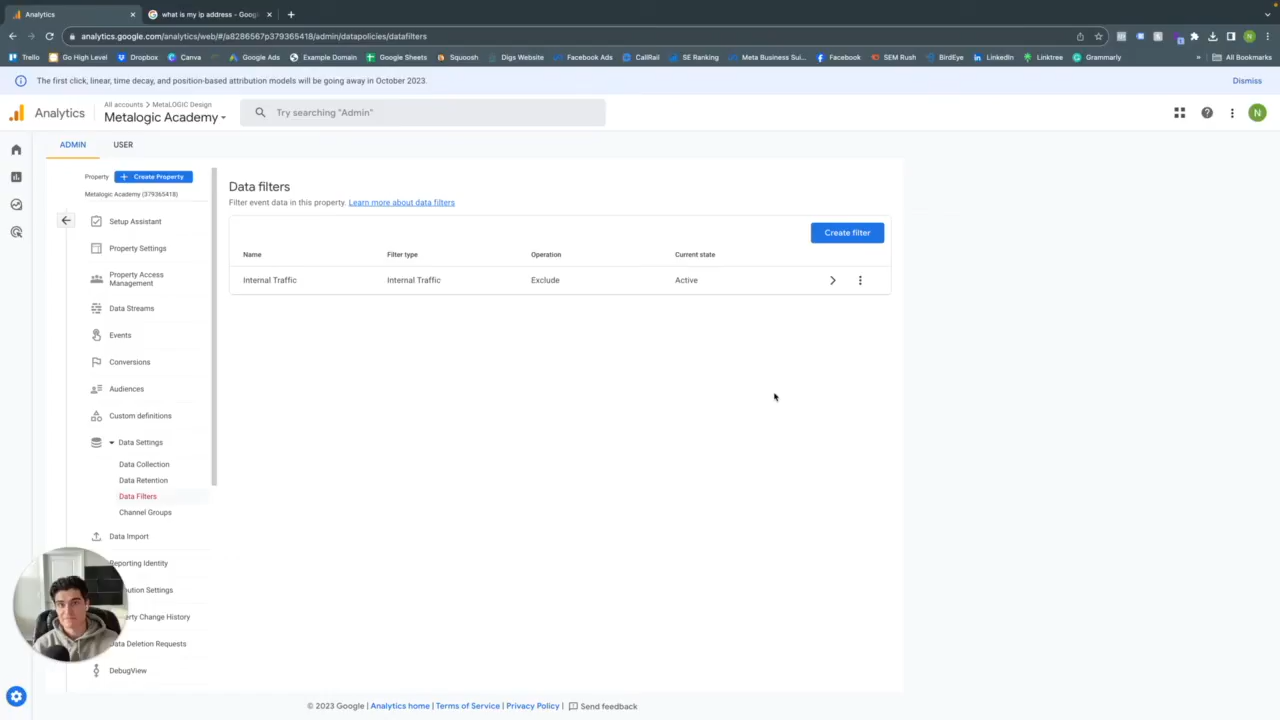 Analytics
what is my ip address - Goog
analytics.google.com/analytics/web/#/a8286567p379365418/admin/datapolicies/datafilters
Trello
Go High Level
Dropbox
Canva
Google Ads
Example Domain
Google Sheets
Squoosh
Digs Website
Facebook Ads
CallRail
SE Ranking
Meta Business Sui...
Facebook
SEM Rush
BirdEye
LinkedIn
Linktree
Grammarly
»
All Bookmarks
The first click, linear, time decay, and position-based attribution models will be going away in October 2023.
Dismiss
Analytics
All accounts > MetaLOGIC Design
Metalogic Academy
Try searching "Admin"
N
ADMIN
USER
Property
+ Create Property
Metalogic Academy (379365418)
Setup Assistant
Property Settings
Property Access
Management
Data Streams
Events
Conversions
Audiences
Custom definitions
Data Settings
Data Collection
Data Retention
Data Filters
Channel Groups
Data Import
Reporting Identity
ution Settings
erty Change History
Data Deletion Requests
DebugView
Data filters
Filter event data in this property. Learn more about data filters
Create filter
Name
Filter type
Operation
Current state
Internal Traffic
Internal Traffic
Exclude
Active
© 2023 Google | Analytics home | Terms of Service | Privacy Policy | Send feedback